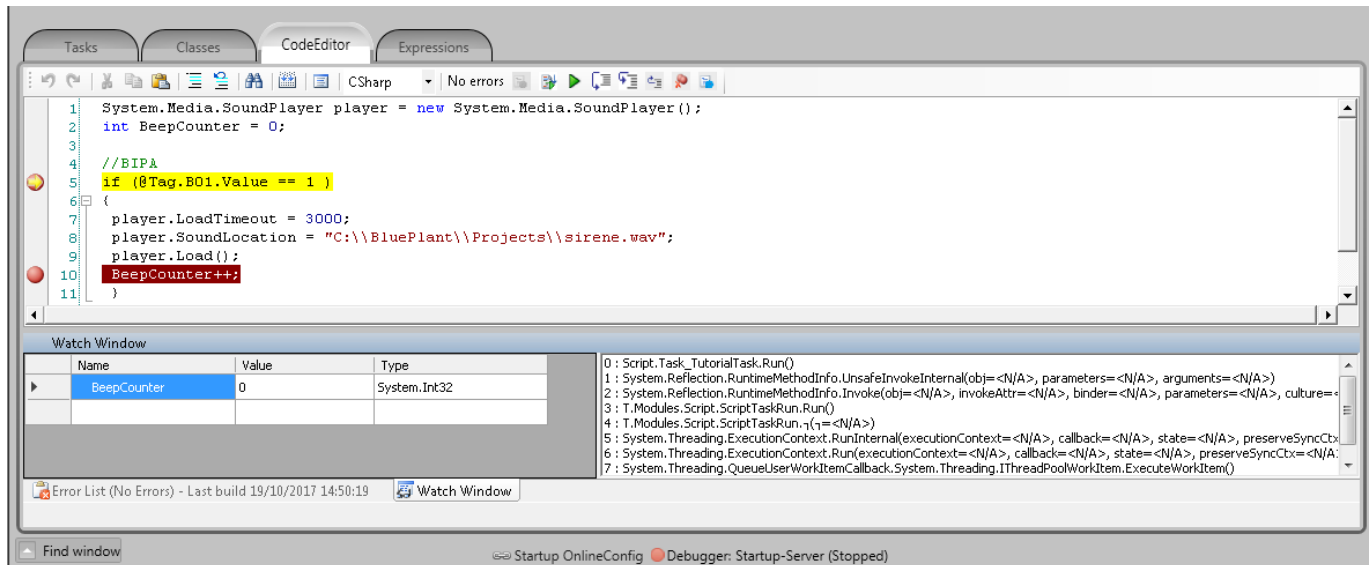 Tasks Classes CodeEditor Expressions
CSharp No errors
1 System.Media.SoundPlayer player = new System.Media.SoundPlayer();
2 int BeepCounter = 0;
3
4 //BIPA
5 if (@Tag.B01.Value == 1 )
6 {
7 player.LoadTimeout = 3000;
8 player.SoundLocation = "C:\\BluePlant\\Projects\\sirene.wav";
9 player.Load();
10 BeepCounter++;
11 }
Watch Window
Name Value Type
BeepCounter 0 System.Int32
0 : Script.Task_TutorialTask.Run()
1 : System.Reflection.RuntimeMethodInfo.UnsafeInvokeInternal(obj=<N/A>, parameters=<N/A>, arguments=<N/A>)
2 : System.Reflection.RuntimeMethodInfo.Invoke(obj=<N/A>, invokeAttr=<N/A>, binder=<N/A>, parameters=<N/A>, culture=<
3 : T.Modules.Script.ScriptTaskRun.Run()
4 : T.Modules.Script.ScriptTaskRun.┐(┐=<N/A>)
5 : System.Threading.ExecutionContext.RunInternal(executionContext=<N/A>, callback=<N/A>, state=<N/A>, preserveSyncCtx
6 : System.Threading.ExecutionContext.Run(executionContext=<N/A>, callback=<N/A>, state=<N/A>, preserveSyncCtx=<N/A:
7 : System.Threading.QueueUserWorkItemCallback.System.Threading.IThreadPoolWorkItem.ExecuteWorkItem()
Error List (No Errors) - Last build 19/10/2017 14:50:19 Watch Window
Find window Startup OnlineConfig Debugger: Startup-Server (Stopped)